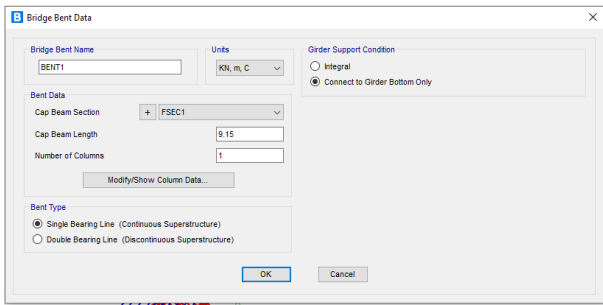 B Bridge Bent Data
Bridge Bent Name
BENT1
Units
KN, m, C
Girder Support Condition
Integral
Connect to Girder Bottom Only
Bent Data
Cap Beam Section + FSEC1
Cap Beam Length 9.15
Number of Columns 1
Modify/Show Column Data...
Bent Type
Single Bearing Line (Continuous Superstructure)
Double Bearing Line (Discontinuous Superstructure)
OK Cancel